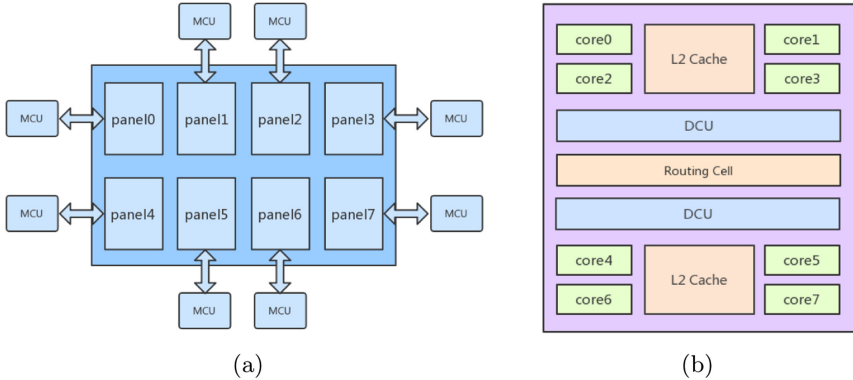 MCU MCU
MCU panel0 panel1 panel2 panel3 MCU
MCU panel4 panel5 panel6 panel7 MCU
MCU MCU
(a)
core0 L2 Cache core1
core2 core3
DCU
Routing Cell
DCU
core4 L2 Cache core5
core6 core7
(b)